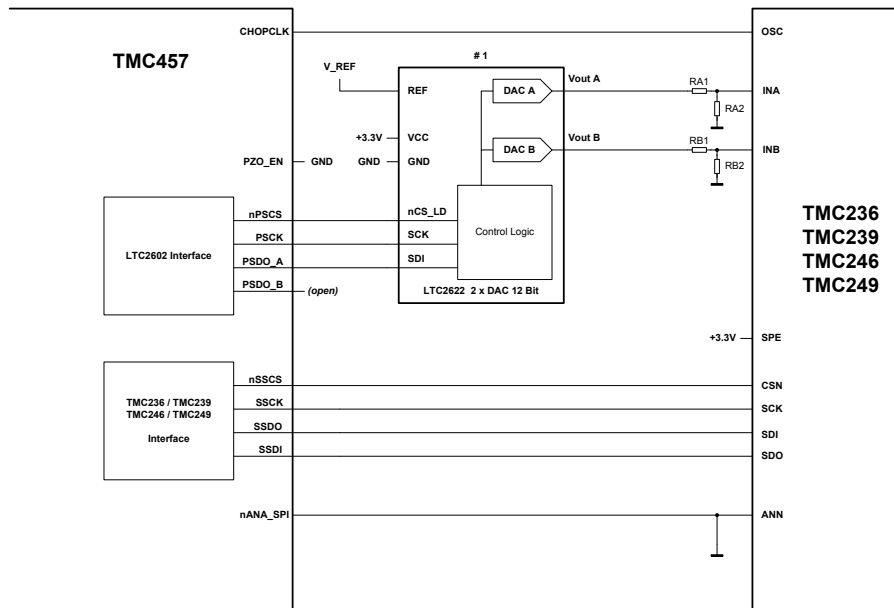 CHOPCLK
OSC
TMC457
# 1
V_REF
REF
DAC A
Vout A
RA1
INA
RA2
+3.3V
VCC
DAC B
Vout B
RB1
INB
PZO_EN
GND
GND
GND
RB2
nPSCS
nCS_LD
TMC236
LTC2602 Interface
PSCK
SCK
Control Logic
TMC239
PSDO_A
SDI
TMC246
PSDO_B
(open)
LTC2622 2 x DAC 12 Bit
TMC249
+3.3V
SPE
nSSCS
CSN
TMC236 / TMC239
TMC246 / TMC249
Interface
SSCK
SCK
SSDO
SDI
SSDI
SDO
nANA_SPI
ANN